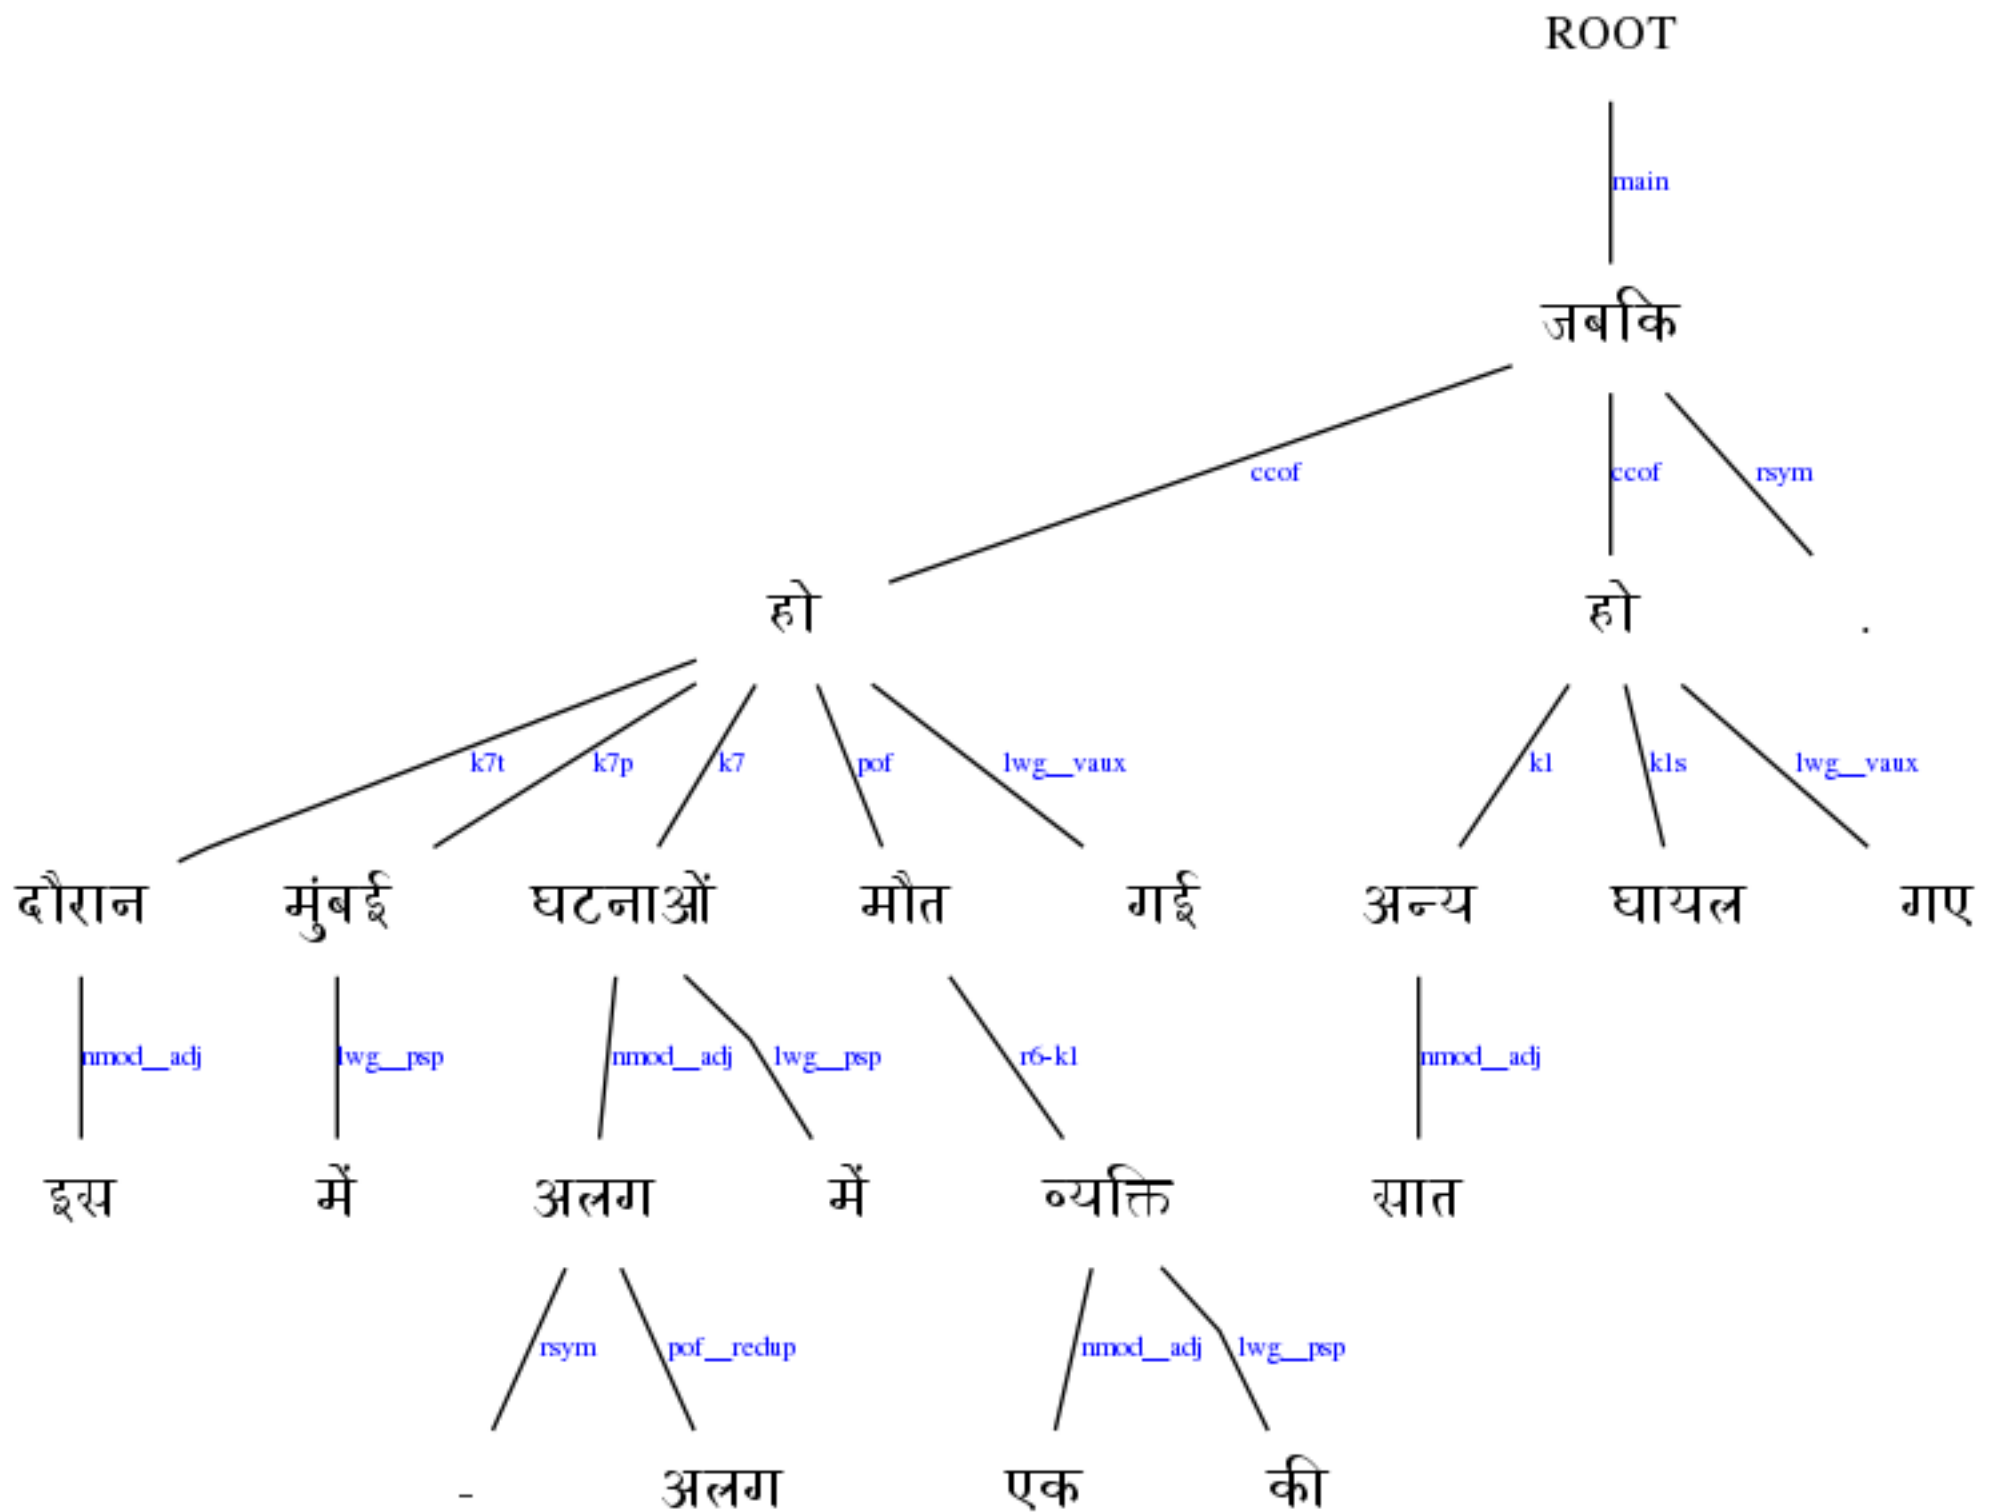 ROOT
main
जबकि
ccof ccof rsym
हो हो .
k7t k7p k7 pof lwg__vaux k1 k1s lwg__vaux
दौरान मुंबई घटनाओं मौत गई अन्य घायल गए
nmod__adj lwg__psp nmod__adj lwg__psp r6-k1 nmod__adj
इस में अलग में व्यक्ति सात
rsym pof__redup nmod__adj lwg__psp
- अलग एक की